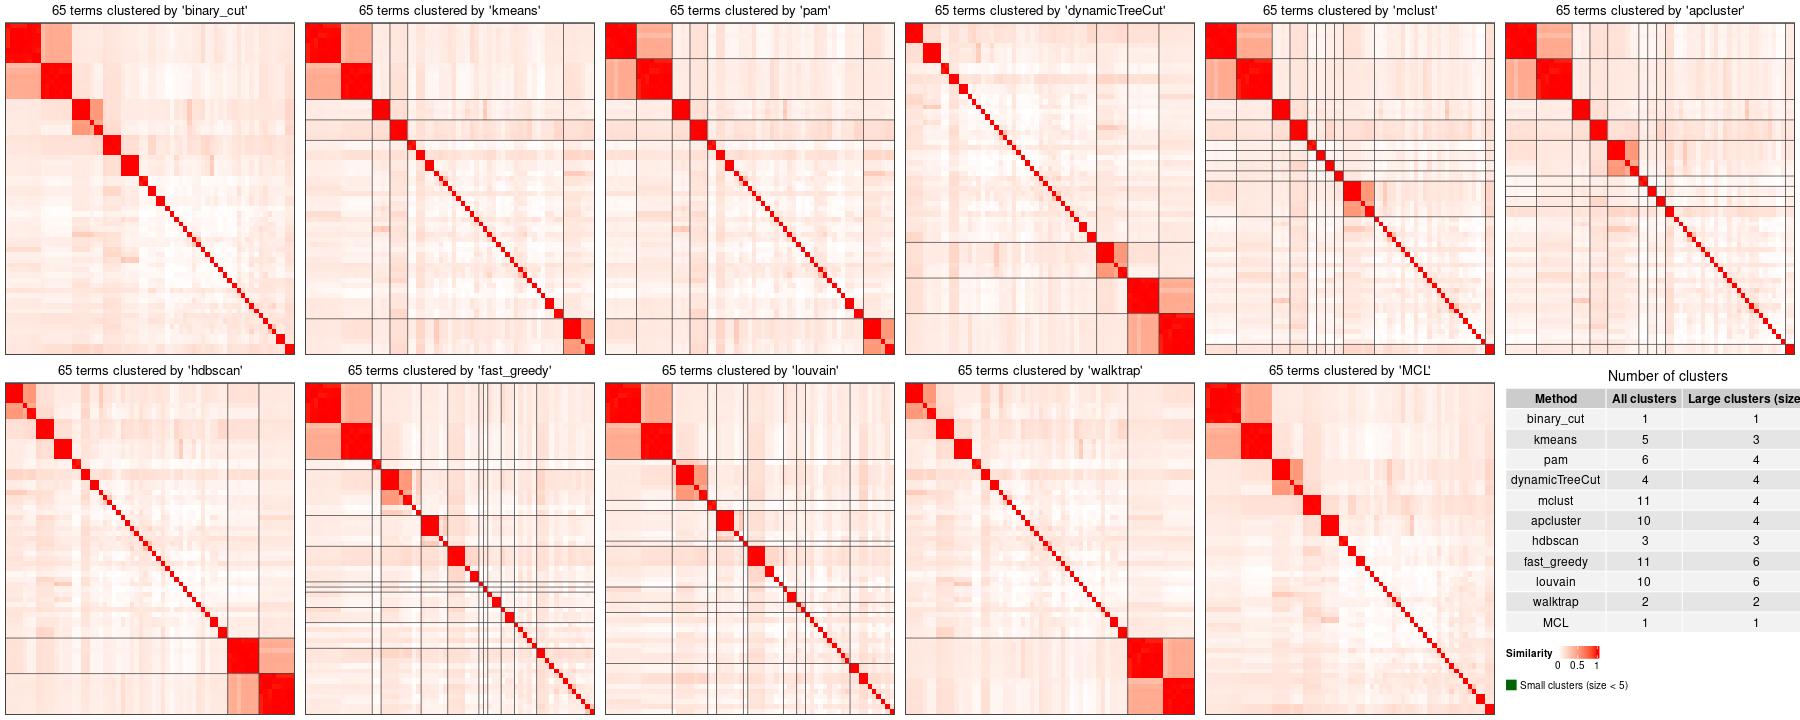 65 terms clustered by 'binary_cut'
65 terms clustered by 'kmeans'
65 terms clustered by 'pam'
65 terms clustered by 'dynamicTreeCut'
65 terms clustered by 'mclust'
65 terms clustered by 'apcluster'
65 terms clustered by 'hdbscan'
65 terms clustered by 'fast_greedy'
65 terms clustered by 'louvain'
65 terms clustered by 'walktrap'
65 terms clustered by 'MCL'
Number of clusters
Method All clusters Large clusters (size
binary_cut 1 1
kmeans 5 3
pam 6 4
dynamicTreeCut 4 4
mclust 11 4
apcluster 10 4
hdbscan 3 3
fast_greedy 11 6
louvain 10 6
walktrap 2 2
MCL 1 1
Similarity
0 0.5 1
Small clusters (size < 5)